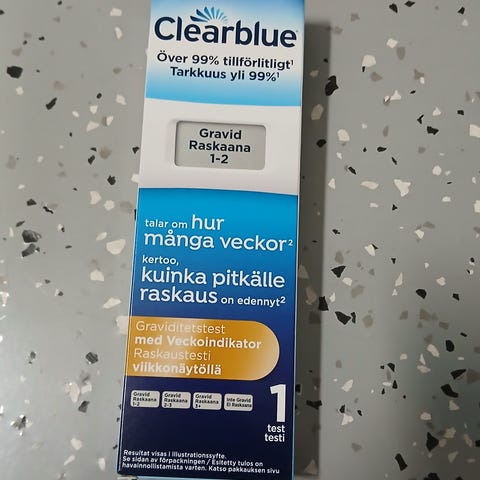 Clearblue
Över 99% tillförlitligt¹
Tarkkuus yli 99%¹
Gravid
Raskaana
1-2
talar om hur
många veckor²
kertoo,
kuinka pitkälle
raskaus on edennyt²
Graviditetstest
med Veckoindikator
Raskaustesti
viikkonäytöllä
Gravid
Raskaana
1-2
Gravid
Raskaana
2-3
Gravid
Raskaana
3+
Inte Gravid
Ei Raskaana
1
test
testi
Resultat visas i illustrationssyfte.
Se sidan av förpackningen / Esitetty tulos on
havainnollistamista varten. Katso pakkauksen sivu